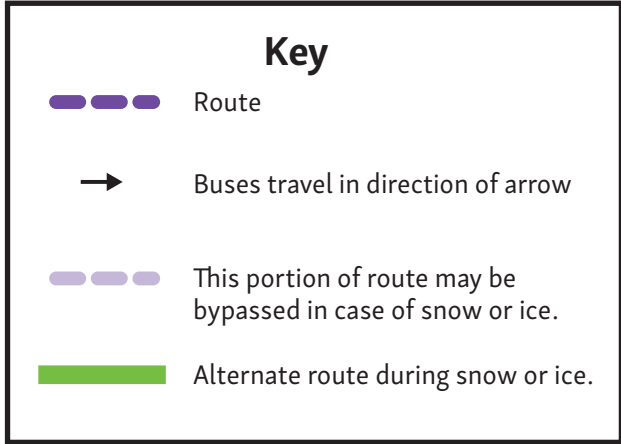 Key
Route
Buses travel in direction of arrow
This portion of route may be
bypassed in case of snow or ice.
Alternate route during snow or ice.